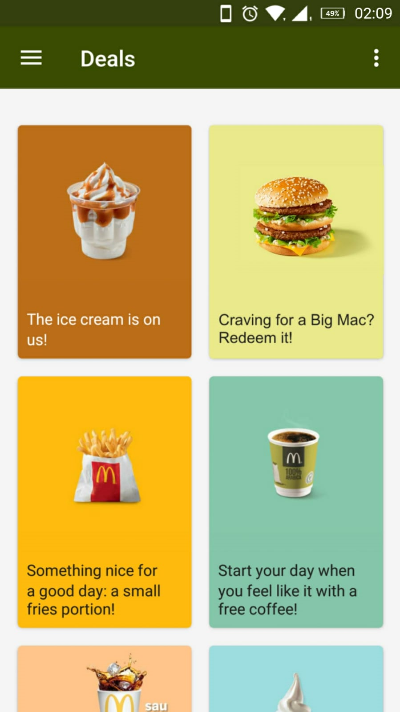 49% 02:09
Deals
The ice cream is on
us!
Craving for a Big Mac?
Redeem it!
Something nice for
a good day: a small
fries portion!
100%
Start your day when
you feel like it with a
free coffee!
sau